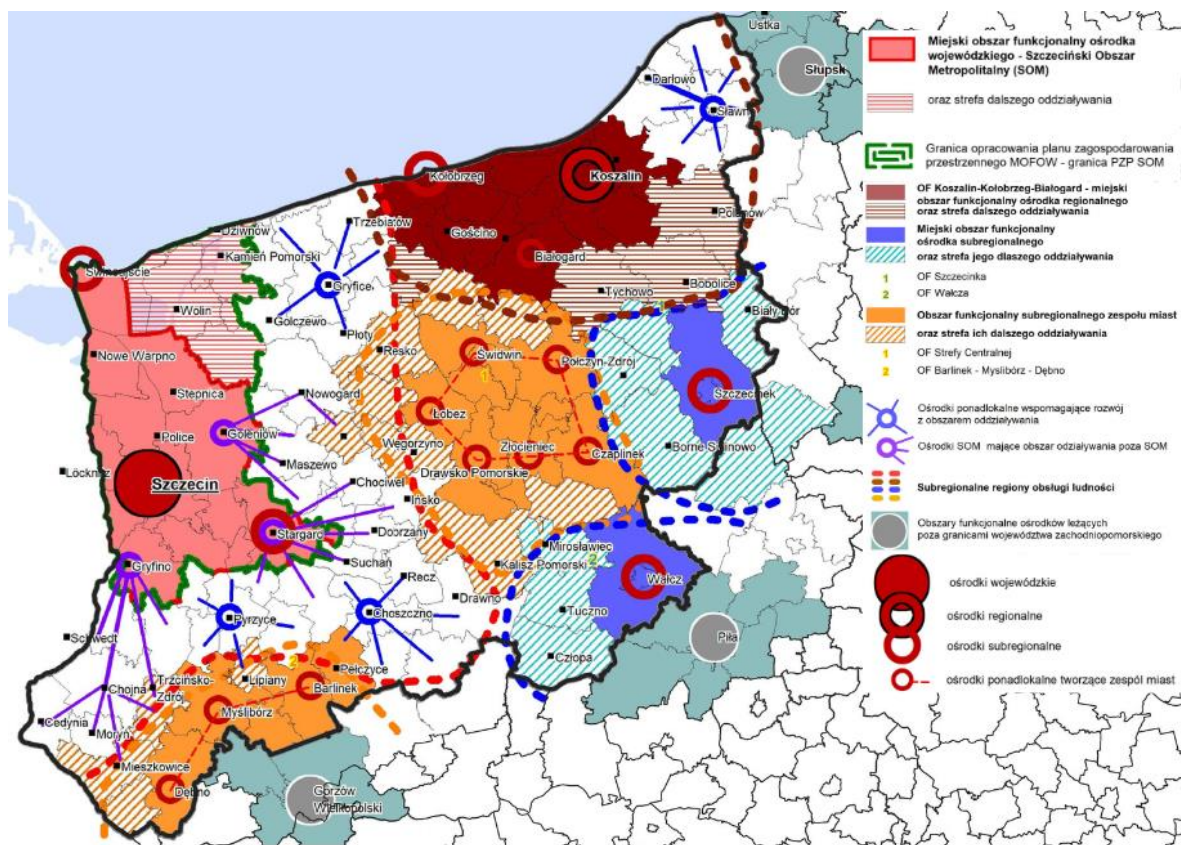 Ustka
Słupsk
Darłowo
Sławn
Koszalin
Kołobrzeg
Polanów
Trzebiatów
Gościno
Dziwnów
Białogard
Kamień Pomorski
Świnoujście
Gryfice
Tychowo
Bobolice
Wolin
Golczewo
Biały Bór
Płoty
Resko
Nowe Warpno
Świdwin
Połczyn Zdrój
1
Stepnica
Nowogard
Szczecinek
Łobez
Police
Goleniów
Węgorzyno
Złocieniec
Borne Sulinowo
Maszewo
Drawsko Pomorskie
Czaplinek
Löcknitz
Szczecin
Chociwel
Ińsko
Stargard
Dobrzany
Mirosławiec
2
Gryfino
Suchań
Kalisz Pomorski
Recz
Wałcz
Drawno
Tuczno
Pyrzyce
Choszczno
Schwedt
Piła
Człopa
2
Pełczyce
Trzcińsko-
Zdrój
Lipiany
Chojna
Barlinek
Cedynia
Myślibórz
Moryń
Mieszkowice
Dębno
Gorzów
Wielkopolski
Miejski obszar funkcjonalny ośrodka
wojewódzkiego - Szczeciński Obszar
Metropolitalny (SOM)
oraz strefa dalszego oddziaływania
Granica opracowania planu zagospodarowania
przestrzennego MOFOW - granica PZP SOM
OF Koszalin-Kołobrzeg-Białogard - miejski
obszar funkcjonalny ośrodka regionalnego
oraz strefa dalszego oddziaływania
Miejski obszar funkcjonalny
ośrodka subregionalnego
oraz strefa jego dlaszego oddziaływania
1 OF Szczecinka
2 OF Wałcza
Obszar funkcjonalny subregionalnego zespołu miast
oraz strefa ich dalszego oddziaływania
1 OF Strefy Centralnej
2 OF Barlinek - Myslibórz - Dębno
Ośrodki ponadlokalne wspomagające rozwój
z obszarem oddziaływania
Ośrodki SOM mające obszar odziaływania poza SOM
Subregionalne regiony obsługi ludności
Obszary funkcjonalne ośrodków leżących
poza granicami województwa zachodniopomorskiego
ośrodki wojewódzkie
ośrodki regionalne
ośrodki subregionalne
ośrodki ponadlokalne tworzące zespół miast